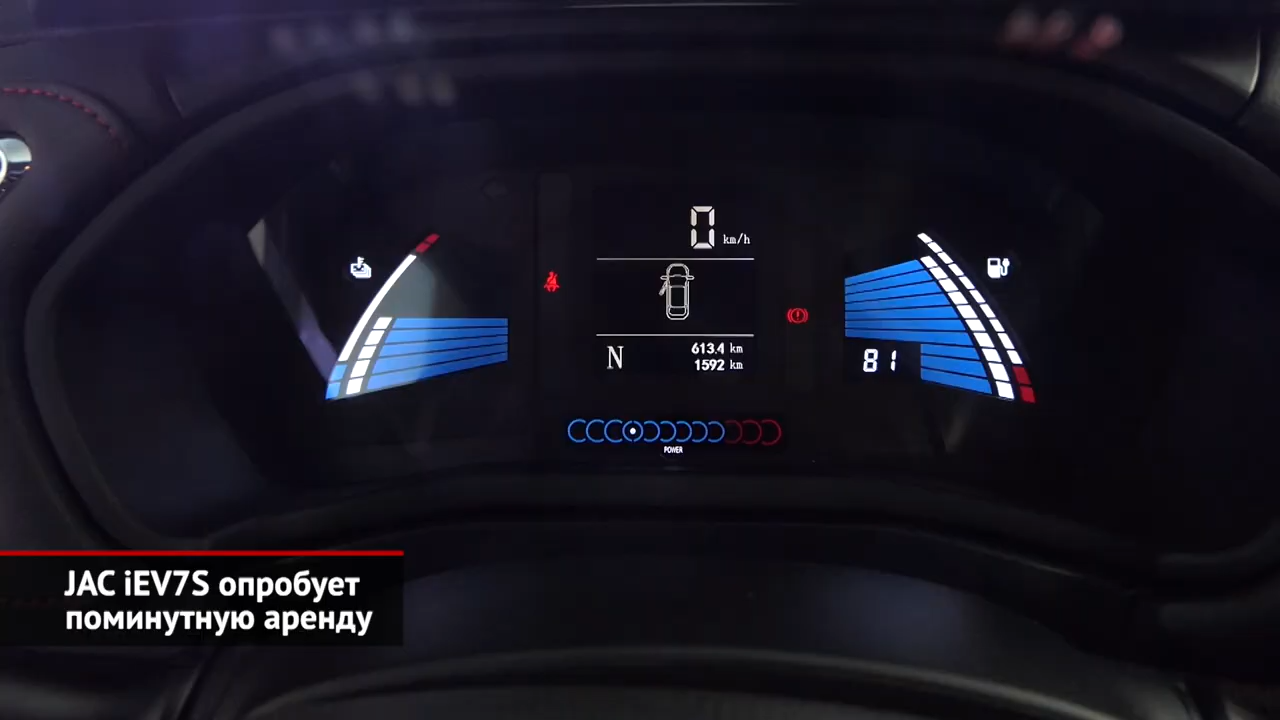 0 km/h
N
613.4 km
1592 km
81
POWER
JAC iEV7S опробует
поминутную аренду